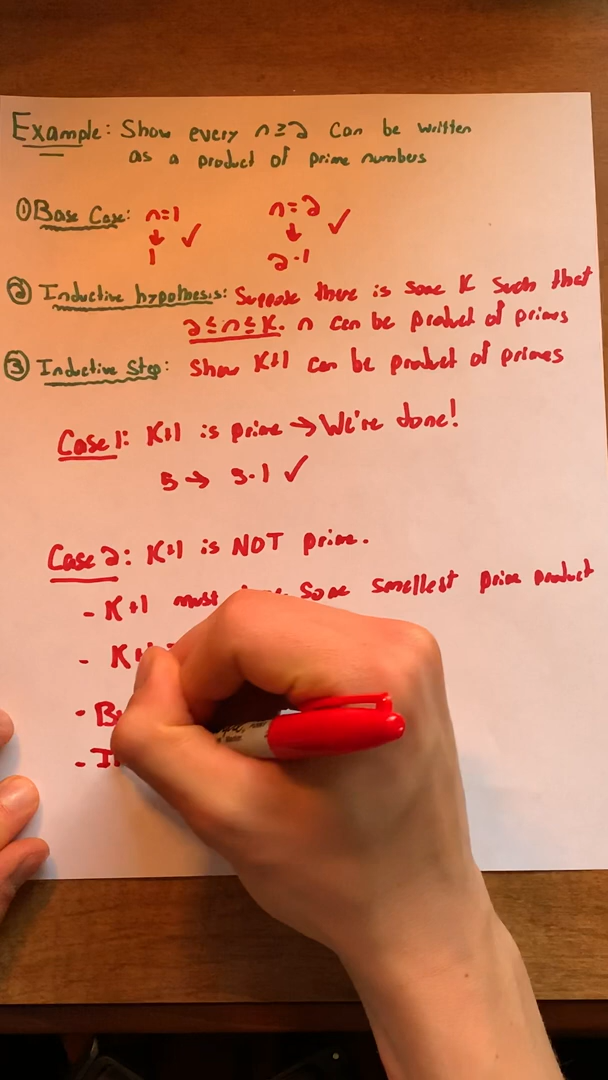 Example: Show every n≥2 can be written
as a product of prime numbers
① Base Case: n=1 ✓ n=2 ✓
↓ ↓
1 2·1
② Inductive hypothesis: Suppose there is some K such that
2≤n≤K. n can be product of primes
③ Inductive Step: Show K+1 can be product of primes
Case 1: K+1 is prime → We're done!
5 → 5·1 ✓
Case 2: K+1 is NOT prime.
- K+1 must some smallest prime product
- K+1
-
-